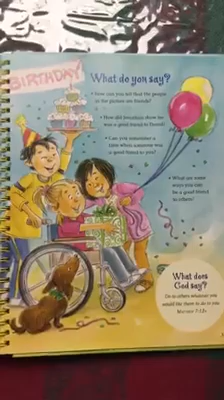 BIRTHDAY
What do you say?
• How can you tell that the people
in the picture are friends?
• How did Jonathan show he
was a good friend to David?
• Can you remember a
time when someone was
a good friend to you?
• What are some
ways you can
be a good friend
to others?
What does
God say?
Do to others whatever you
would like them to do to you.
MATTHEW 7:12